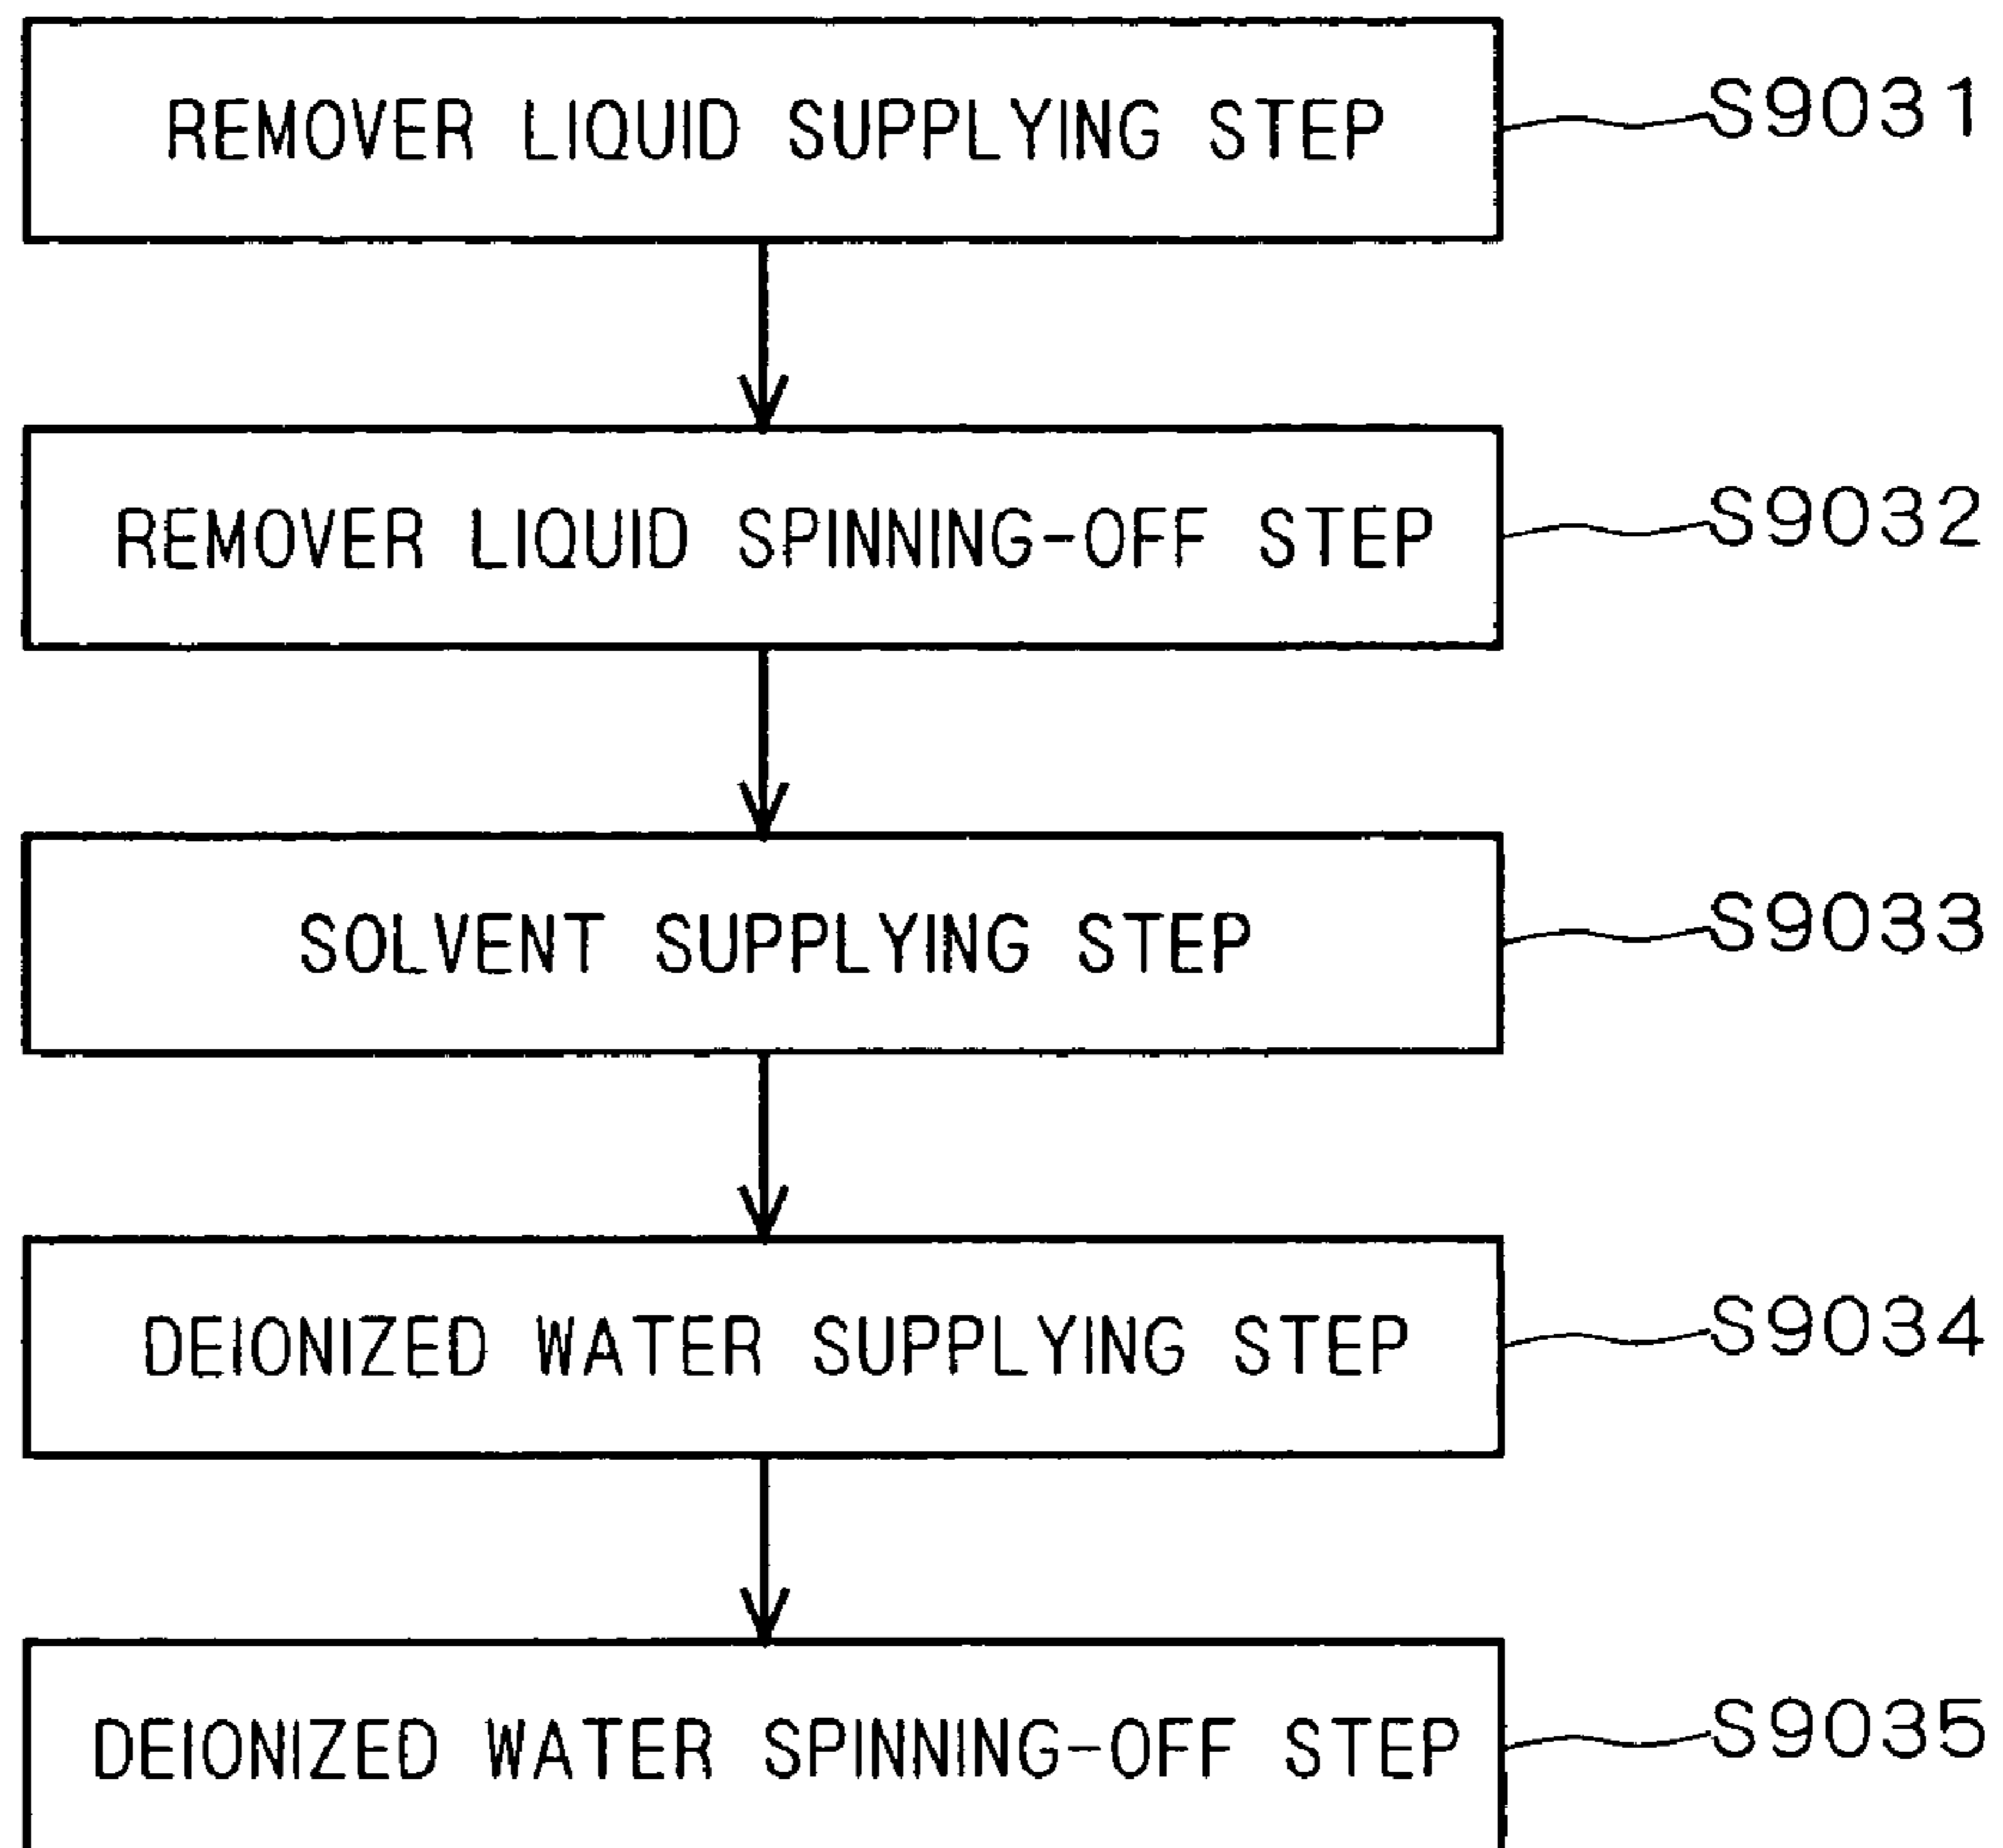 REMOVER LIQUID SUPPLYING STEP S9031
REMOVER LIQUID SPINNING-OFF STEP S9032
SOLVENT SUPPLYING STEP S9033
DEIONIZED WATER SUPPLYING STEP S9034
DEIONIZED WATER SPINNING-OFF STEP S9035